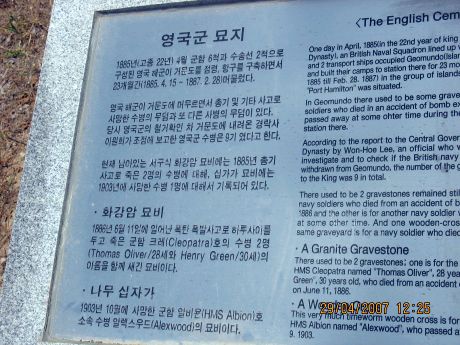 영국군 묘지
1885년(고종 22년) 4월 군함 6척과 수송선 2척으로
구성된 영국 해군이 거문도를 점령, 항구를 구축하면서
23개월간(1885. 4. 15 ~ 1887. 2. 28)머물렀다.
영국 해군이 거문도에 머무르면서 총기 및 기타 사고로
사망한 수병의 무덤과 또 다른 사병의 무덤이 있다.
당시 영국군의 철거확인 차 거문도에 내려온 경략사
이원회가 조정에 보고한 영국군 수병은 9기 였다고 한다.
현재 남아있는 서구식 화강암 묘비에는 1885년 총기
사고로 죽은 2명의 수병에 대해, 십자가 묘비에는
1903년에 사망한 수병 1명에 대해서 기록되어 있다.
· 화강암 묘비
1886년 6월 11일에 일어난 폭탄 폭발사고로 하루사이를
두고 죽은 군함 크레(Cleopatra)호의 수병 2명
(Thomas Oliver/28세와 Henry Green/30세)의
이름을 함께 새긴 묘비이다.
· 나무 십자가
1903년 10월에 사망한 군함 알비온(HMS Albion)호
소속 수병 알렉스우드(Alexwood)의 묘비이다.
<The English Cem
One day in April, 1885(in the 22nd year of king
Dynasty), an British Naval Squadron lined up w
and 2 transport ships occupied Geomundo(Island
and built their camps to station there for 23 mo
1885 till Feb. 28. 1887) in the group of islands
"Port Hamilton" was situated.
In Geomundo there used to be some grave
soldiers who died in an accident of bomb ex
passed away at some ohter time during the
station there.
According to the report to the Central Gover
Dynasty by Won-Hoe Lee, an official who w
investigate and to check if the British navy
withdrawn from Geomundo, the number of the g
to the King was 9 in total.
There used to be 2 gravestones remained still
navy soldiers who died from an accident of b
1886 and the other is for another navy soldier w
at some other time. And one wooden-cross
same graveyard is for a navy soldier who died
· A Granite Gravestone
There used to be 2 gravestones: one is for the
HMS Cleopatra named "Thomas Oliver", 28 yea
Green", 30 years old, who died from an accident o
on June 11, 1886.
· A W
This very much timeworn wooden cross is for
HMS Albion named "Alexwood", who passed a
9. 1903.
29/04/2007 12:25